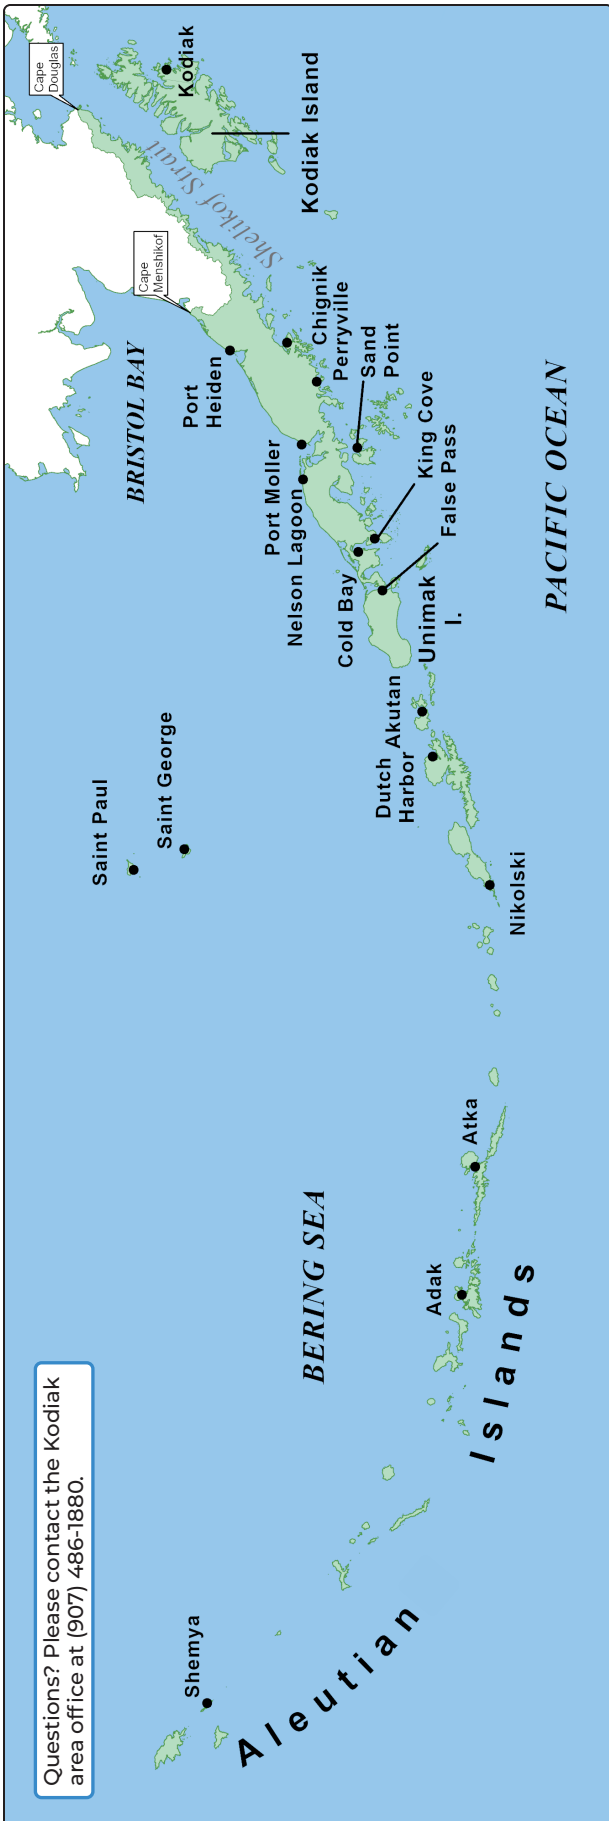 Questions? Please contact the Kodiak
area office at (907) 486-1880.
Shemya
Aleutian
Islands
BERING SEA
Adak
Atka
Saint Paul
Saint George
Nikolski
Dutch
Harbor
Akutan
Unimak
I.
False Pass
King Cove
Cold Bay
Nelson Lagoon
Port Moller
Sand
Point
Perryville
Chignik
Port
Heiden
BRISTOL BAY
Cape
Menshikof
Cape
Douglas
Shelikof Strait
Kodiak
Kodiak Island
PACIFIC OCEAN